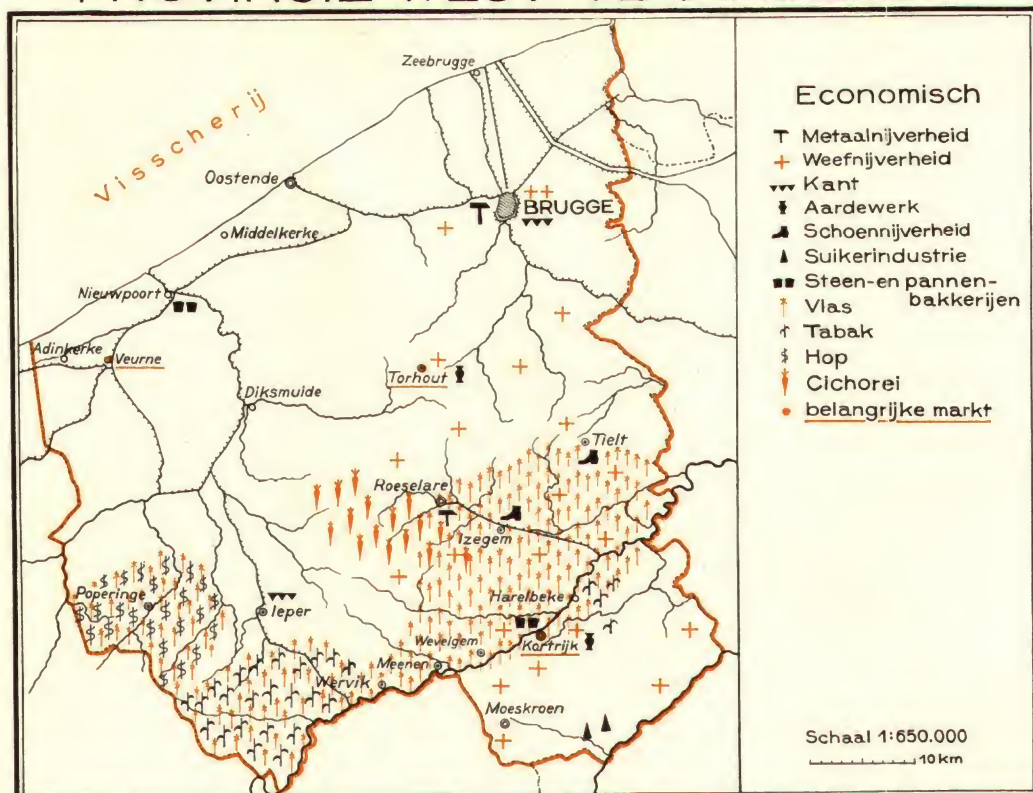 Zeebrugge
Visscherij
Oostende
BRUGGE
Middelkerke
Nieuwpoort
Adinkerke
Veurne
Torhout
Diksmuide
Tielt
Roeselare
Izegem
Poperinge
Ieper
Harelbeke
Wevelgem
Kortrijk
Meenen
Wervik
Moeskroen
Economisch
Metaalnijverheid
Weefnijverheid
Kant
Aardewerk
Schoennijverheid
Suikerindustrie
Steen-en pannen-
bakkerijen
Vlas
Tabak
Hop
Cichorei
belangrijke markt
Schaal 1:650.000
10 km